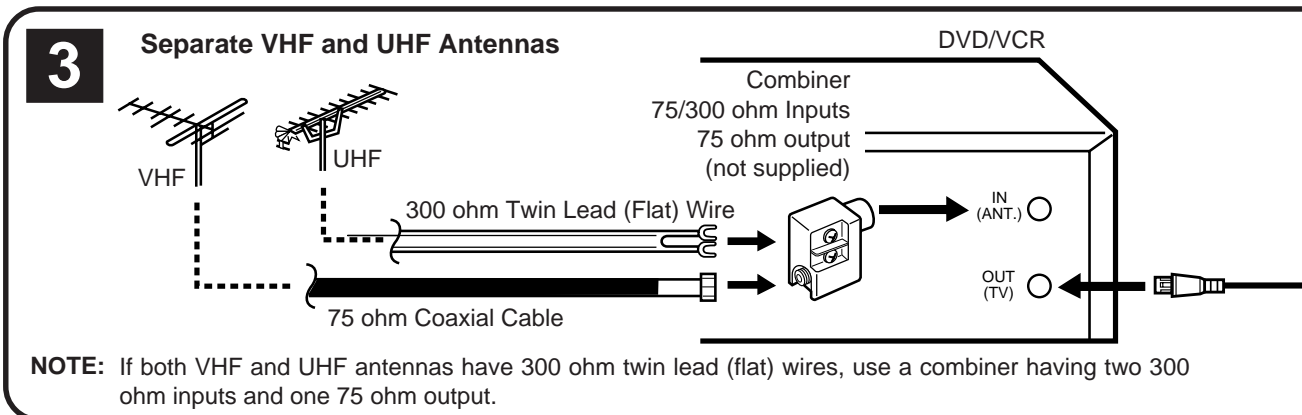 3
Separate VHF and UHF Antennas
DVD/VCR
Combiner
75/300 ohm Inputs
75 ohm output
(not supplied)
VHF
UHF
300 ohm Twin Lead (Flat) Wire
IN
(ANT.)
OUT
(TV)
75 ohm Coaxial Cable
NOTE: If both VHF and UHF antennas have 300 ohm twin lead (flat) wires, use a combiner having two 300
ohm inputs and one 75 ohm output.